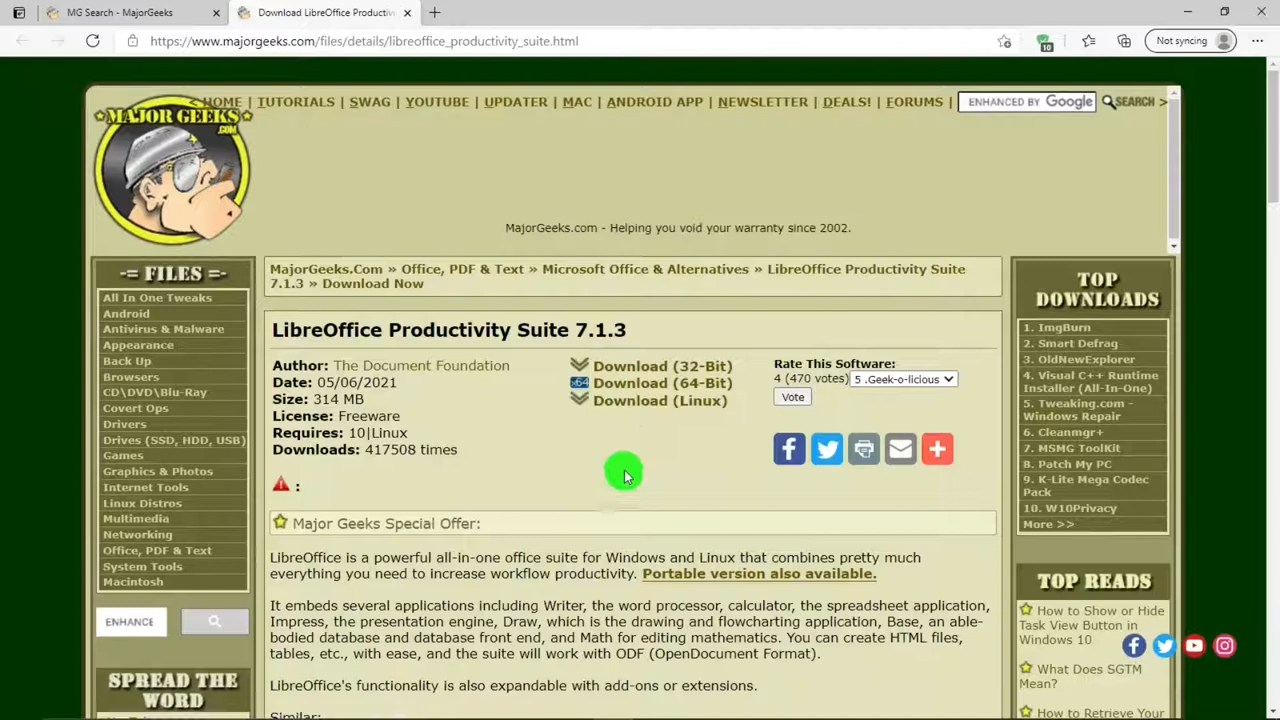 MG Search - MajorGeeks
Download LibreOffice Productiv
https://www.majorgeeks.com/files/details/libreoffice_productivity_suite.html
10
Not syncing
< HOME | TUTORIALS | SWAG | YOUTUBE | UPDATER | MAC | ANDROID APP | NEWSLETTER | DEALS! | FORUMS | ENHANCED BY Google SEARCH >
MAJOR GEEKS
.COM
MajorGeeks.com - Helping you void your warranty since 2002.
-= FILES =-
All In One Tweaks
Android
Antivirus & Malware
Appearance
Back Up
Browsers
CD\DVD\Blu-Ray
Covert Ops
Drivers
Drives (SSD, HDD, USB)
Games
Graphics & Photos
Internet Tools
Linux Distros
Multimedia
Networking
Office, PDF & Text
System Tools
Macintosh
ENHANCE
SPREAD THE
WORD
MajorGeeks.Com » Office, PDF & Text » Microsoft Office & Alternatives » LibreOffice Productivity Suite
7.1.3 » Download Now
LibreOffice Productivity Suite 7.1.3
Author: The Document Foundation
Date: 05/06/2021
Size: 314 MB
License: Freeware
Requires: 10|Linux
Downloads: 417508 times
Download (32-Bit)
x64 Download (64-Bit)
Download (Linux)
Rate This Software:
4 (470 votes) 5 .Geek-o-licious
Vote
:
Major Geeks Special Offer:
LibreOffice is a powerful all-in-one office suite for Windows and Linux that combines pretty much
everything you need to increase workflow productivity. Portable version also available.
It embeds several applications including Writer, the word processor, calculator, the spreadsheet application,
Impress, the presentation engine, Draw, which is the drawing and flowcharting application, Base, an able-
bodied database and database front end, and Math for editing mathematics. You can create HTML files,
tables, etc., with ease, and the suite will work with ODF (OpenDocument Format).
LibreOffice's functionality is also expandable with add-ons or extensions.
Similar:
TOP
DOWNLOADS
1. ImgBurn
2. Smart Defrag
3. OldNewExplorer
4. Visual C++ Runtime
Installer (All-In-One)
5. Tweaking.com -
Windows Repair
6. Cleanmgr+
7. MSMG ToolKit
8. Patch My PC
9. K-Lite Mega Codec
Pack
10. W10Privacy
More >>
TOP READS
How to Show or Hide
Task View Button in
Windows 10
What Does SGTM
Mean?
How to Retrieve Your